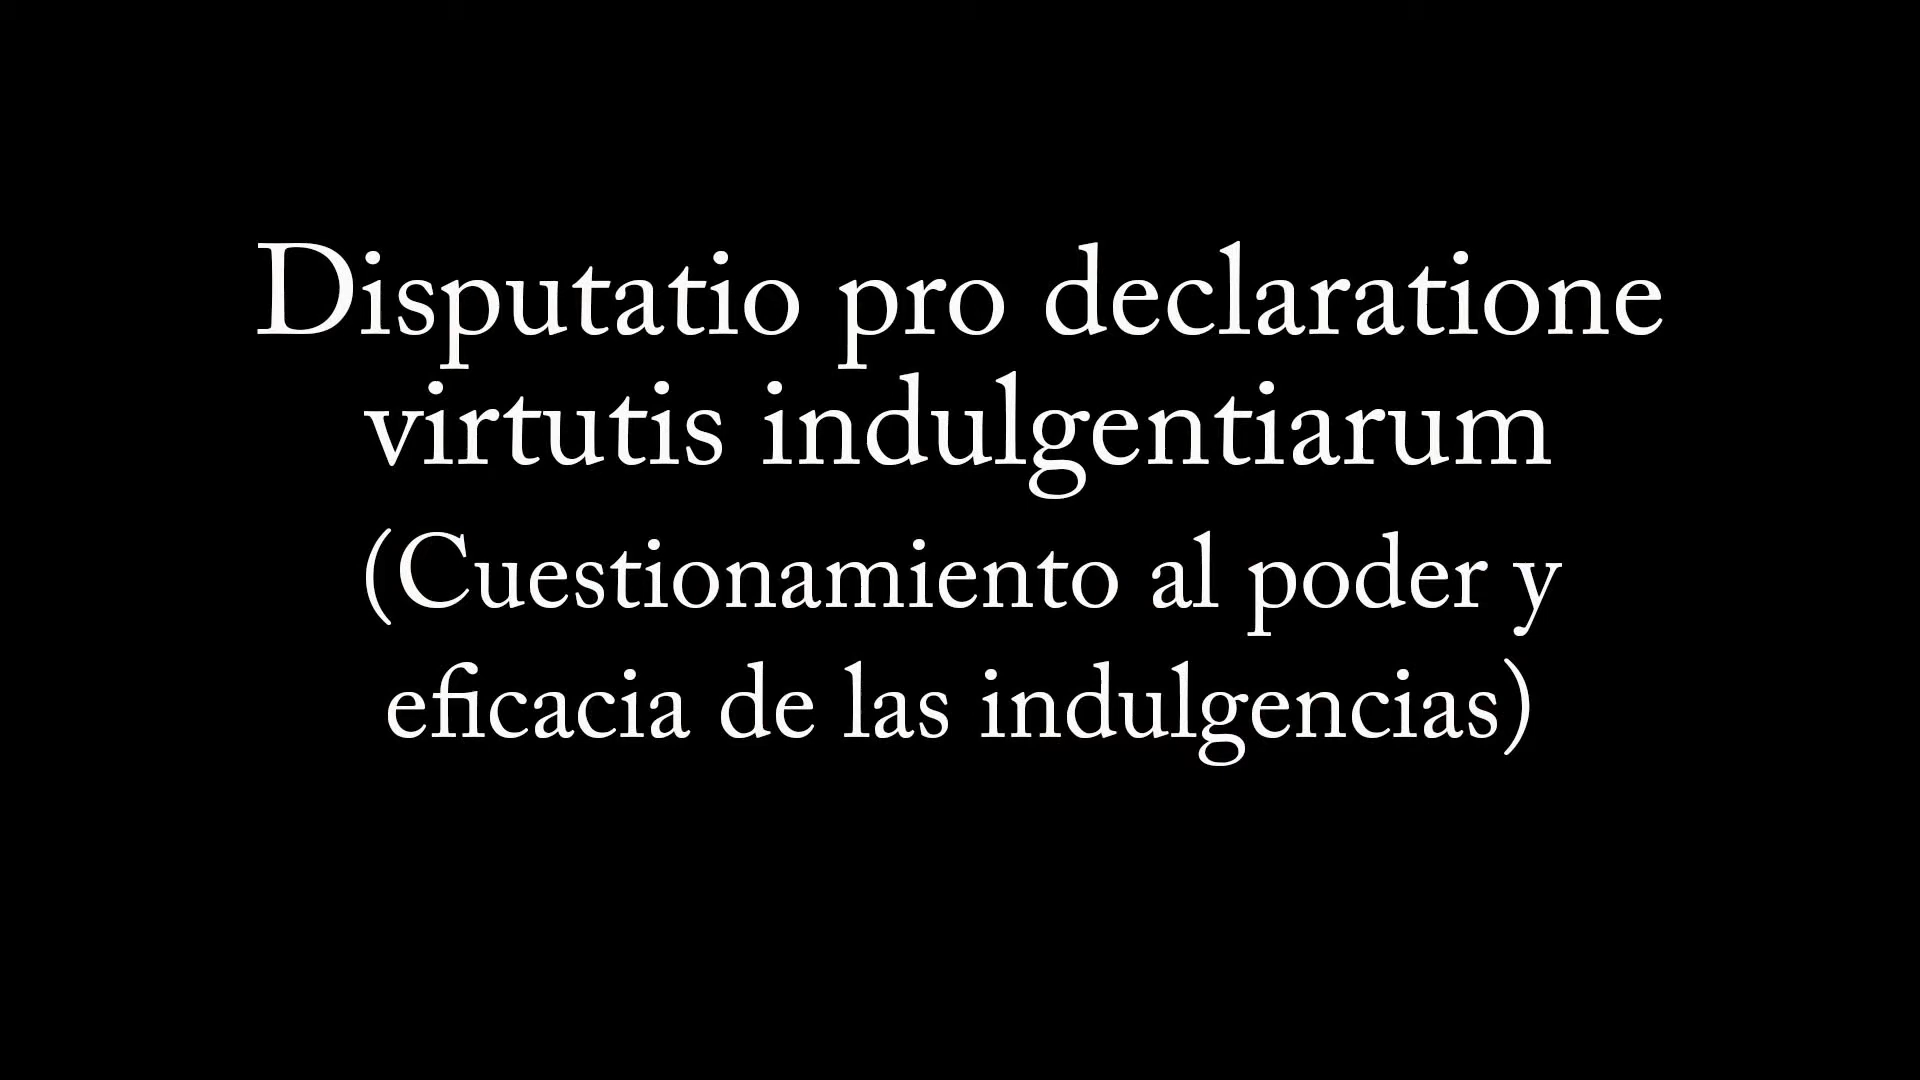 Disputatio pro declaratione
virtutis indulgentiarum
(Cuestionamiento al poder y
eficacia de las indulgencias)